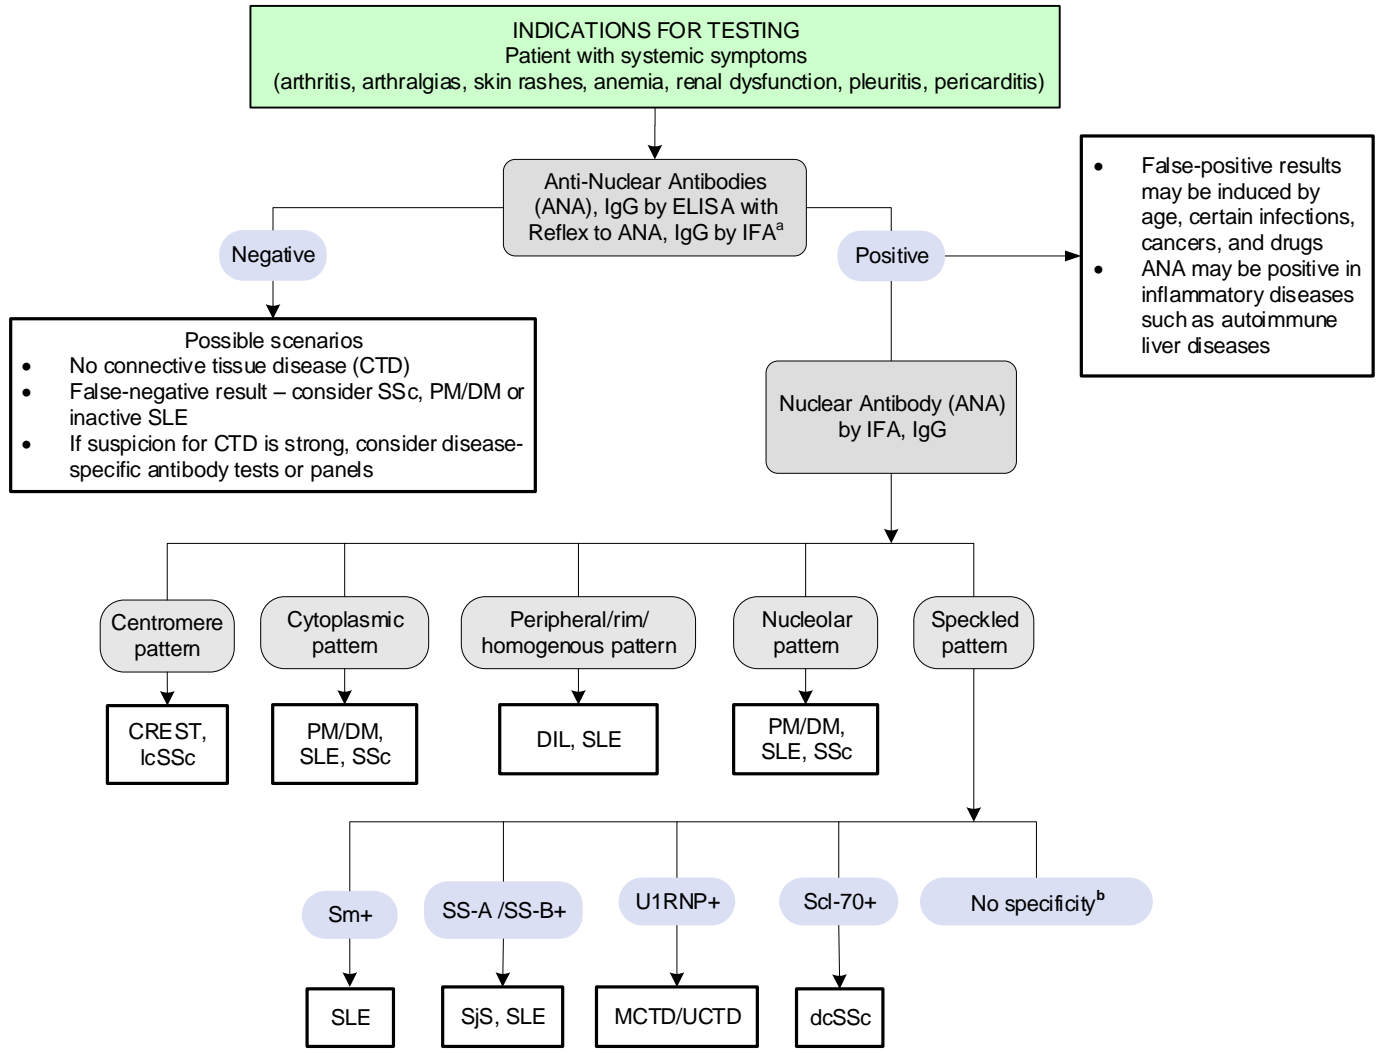 INDICATIONS FOR TESTING
Patient with systemic symptoms
(arthritis, arthralgias, skin rashes, anemia, renal dysfunction, pleuritis, pericarditis)
Anti-Nuclear Antibodies
(ANA), IgG by ELISA with
Reflex to ANA, IgG by IFAᵃ
Negative
Positive
• False-positive results
may be induced by
age, certain infections,
cancers, and drugs
• ANA may be positive in
inflammatory diseases
such as autoimmune
liver diseases
Possible scenarios
• No connective tissue disease (CTD)
• False-negative result – consider SSc, PM/DM or
inactive SLE
• If suspicion for CTD is strong, consider disease-
specific antibody tests or panels
Nuclear Antibody (ANA)
by IFA, IgG
Centromere
pattern
Cytoplasmic
pattern
Peripheral/rim/
homogenous pattern
Nucleolar
pattern
Speckled
pattern
CREST,
lcSSc
PM/DM,
SLE, SSc
DIL, SLE
PM/DM,
SLE, SSc
Sm+
SS-A /SS-B+
U1RNP+
Scl-70+
No specificityᵇ
SLE
SjS, SLE
MCTD/UCTD
dcSSc